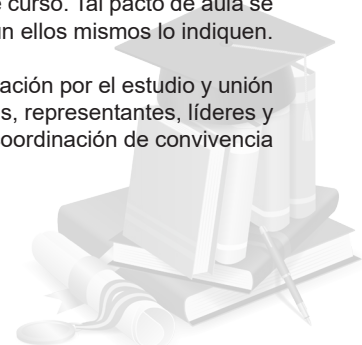 e curso. Tal pacto de aula se
ún ellos mismos lo indiquen.
ación por el estudio y unión
s, representantes, líderes y
oordinación de convivencia